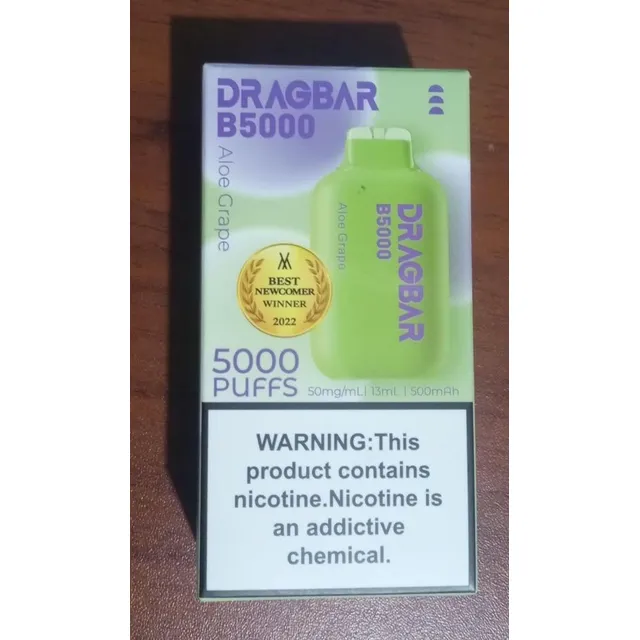 DRAGBAR
B5000
Aloe Grape
BEST
NEWCOMER
WINNER
2022
5000
PUFFS
50mg/mL| 13mL | 500mAh
Aloe Grape
B5000
DRAGBAR
WARNING:This
product contains
nicotine.Nicotine is
an addictive
chemical.